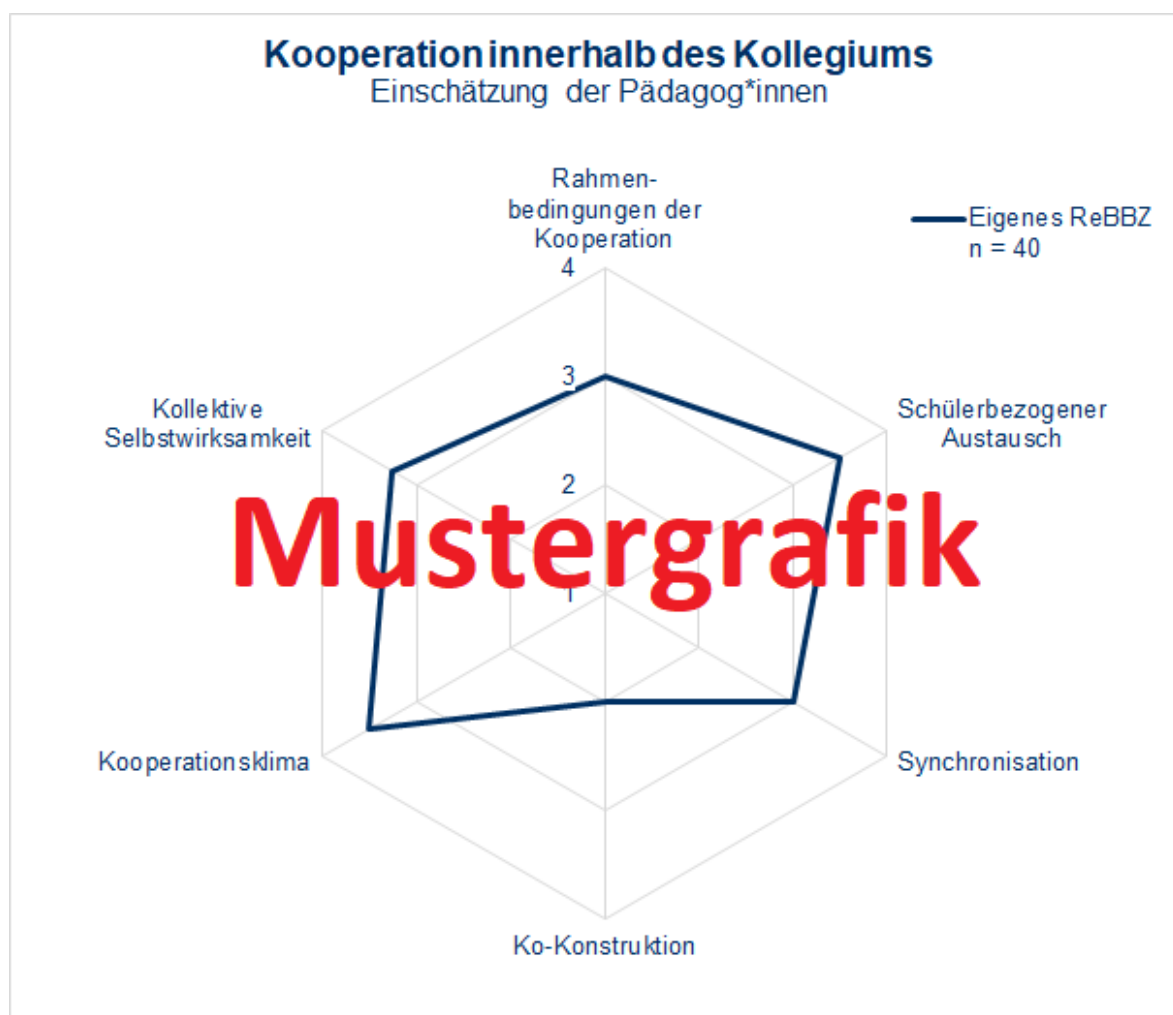 Kooperation innerhalb des Kollegiums
Einschätzung der Pädagog*innen
Rahmen-
bedingungen der
Kooperation
Eigenes ReBBZ
n = 40
4
3
2
1
Schülerbezogener
Austausch
Kollektive
Selbstwirksamkeit
Mustergrafik
Kooperationsklima
Synchronisation
Ko-Konstruktion